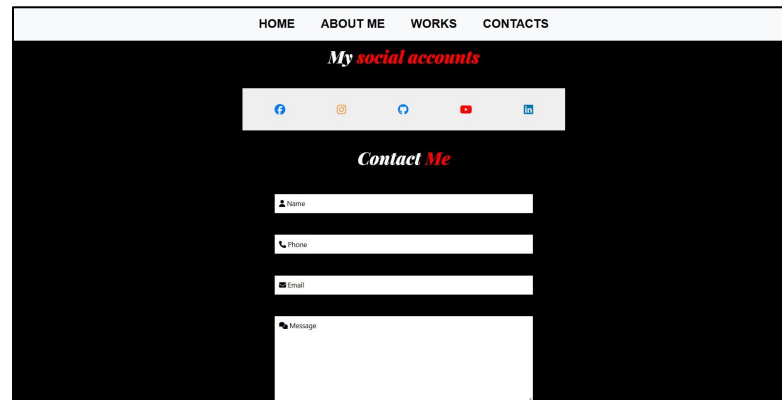 HOME ABOUT ME WORKS CONTACTS
My social accounts
Contact Me
Name
Phone
Email
Message